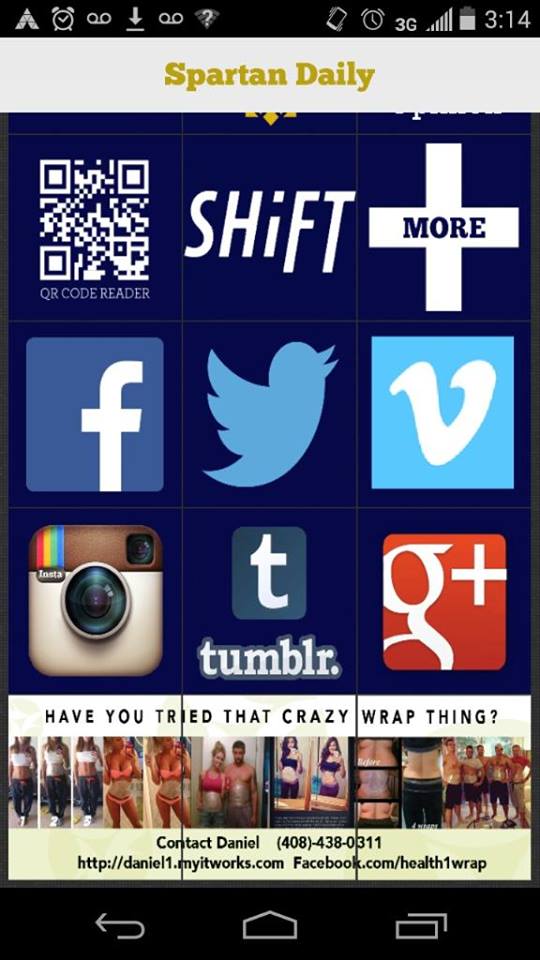 3G 3:14
Spartan Daily
QR CODE READER
SHiFT
MORE
f
v
Insta
t
tumblr.
g+
HAVE YOU TRIED THAT CRAZY WRAP THING?
Before
1 2 3
4 wraps
Contact Daniel (408)-438-0311
http://daniel1.myitworks.com Facebook.com/health1wrap